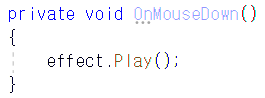 private void OnMouseDown()
{
effect.Play();
}